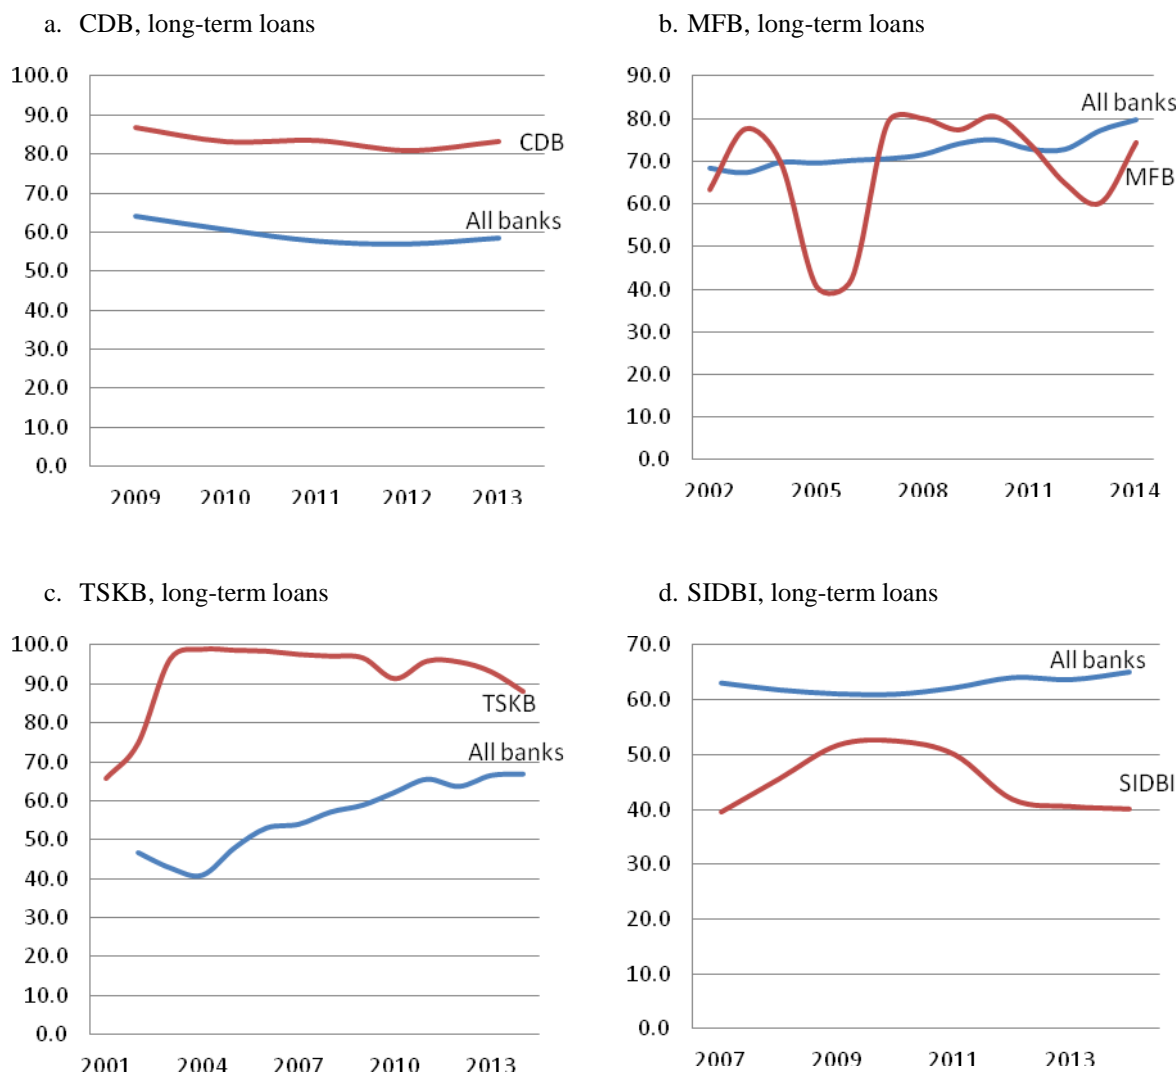 a. CDB, long-term loans
100.0
90.0
80.0
70.0
60.0
50.0
40.0
30.0
20.0
10.0
0.0
CDB
All banks
2009 2010 2011 2012 2013
b. MFB, long-term loans
90.0
80.0
70.0
60.0
50.0
40.0
30.0
20.0
10.0
0.0
All banks
MFB
2002 2005 2008 2011 2014
c. TSKB, long-term loans
100.0
90.0
80.0
70.0
60.0
50.0
40.0
30.0
20.0
10.0
0.0
TSKB
All banks
2001 2004 2007 2010 2013
d. SIDBI, long-term loans
70.0
60.0
50.0
40.0
30.0
20.0
10.0
0.0
All banks
SIDBI
2007 2009 2011 2013